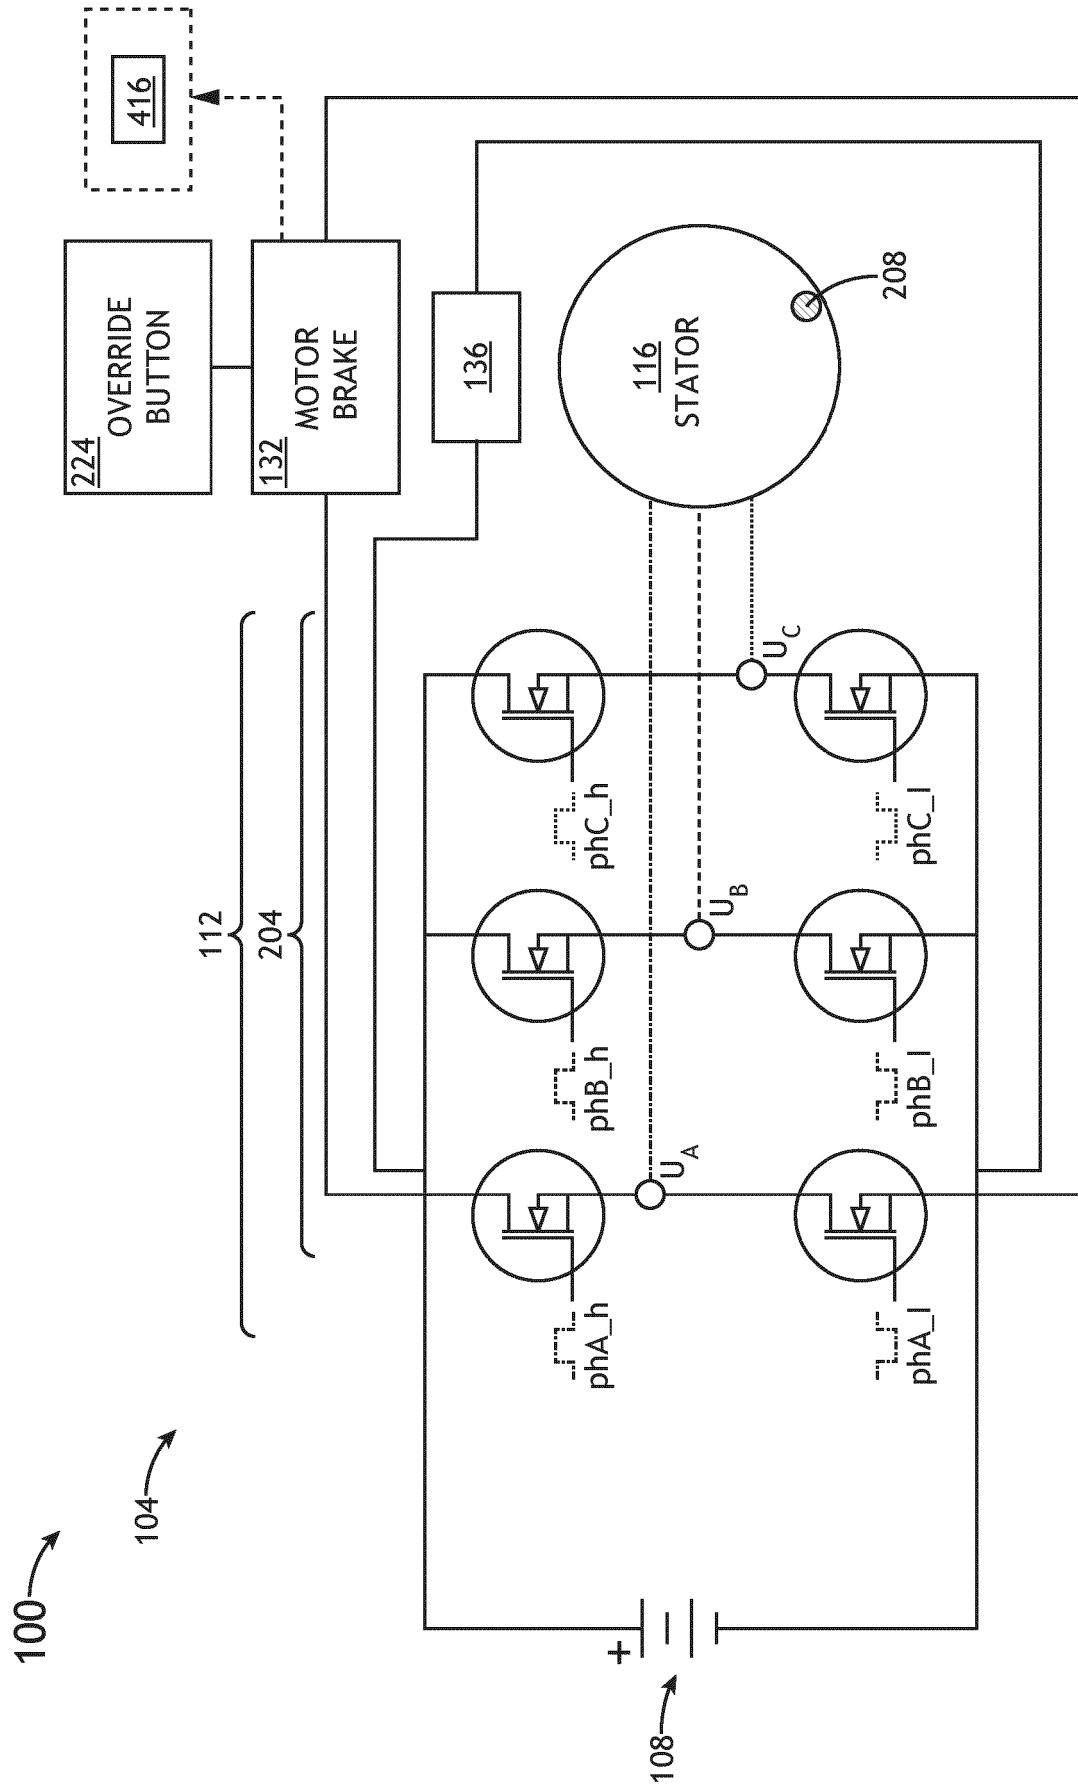 100
104
112
204
224
OVERRIDE
BUTTON
132
MOTOR
BRAKE
416
136
116
STATOR
208
phA_h
phB_h
phC_h
U_A
U_B
U_C
phA_l
phB_l
phC_l
+
108